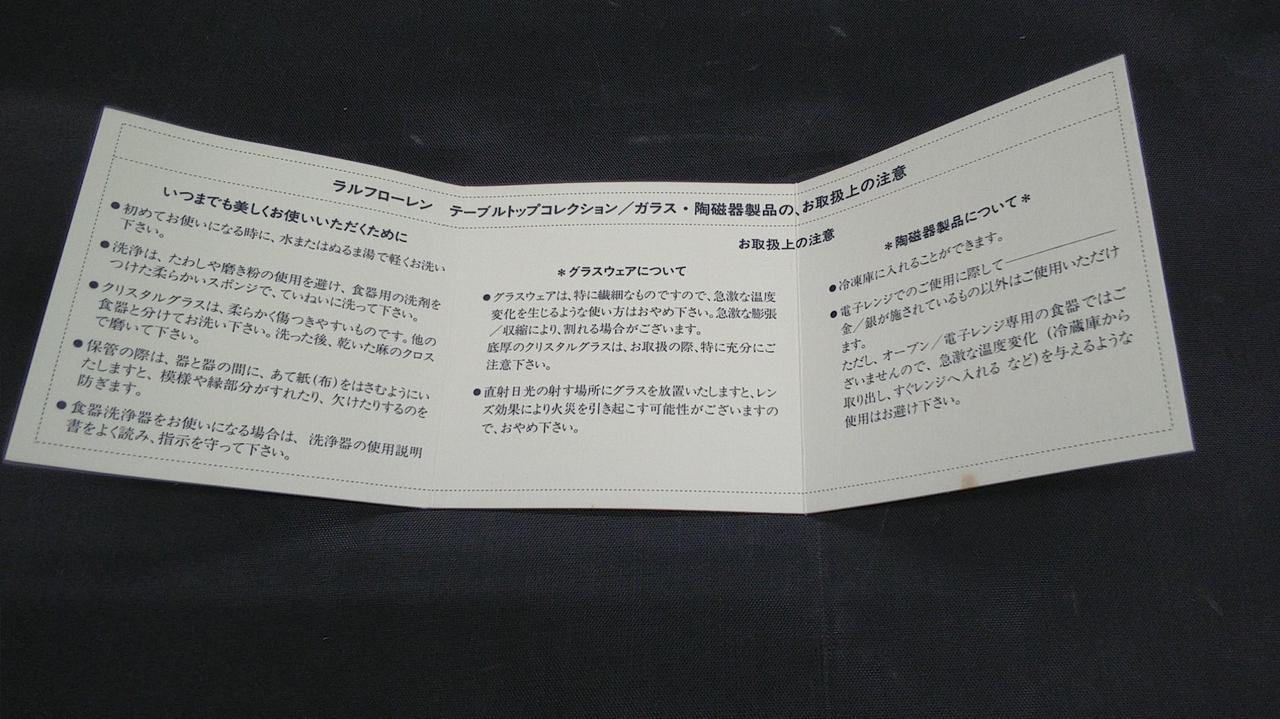 ラルフローレン テーブルトップコレクション／ガラス・陶磁器製品の、お取扱上の注意
いつまでも美しくお使いいただくために
●初めてお使いになる時に、水またはぬるま湯で軽くお洗い
下さい。
●洗浄は、たわしや磨き粉の使用を避け、食器用の洗剤を
つけた柔らかいスポンジで、ていねいに洗って下さい。
●クリスタルグラスは、柔らかく傷つきやすいものです。他の
食器と分けてお洗い下さい。洗った後、乾いた麻のクロス
で磨いて下さい。
●保管の際は、器と器の間に、あて紙(布)をはさむようにい
たしますと、模様や縁部分がすれたり、欠けたりするのを
防ぎます。
●食器洗浄器をお使いになる場合は、洗浄器の使用説明
書をよく読み、指示を守って下さい。
お取扱上の注意
＊グラスウェアについて
●グラスウェアは、特に繊細なものですので、急激な温度
変化を生じるような使い方はおやめ下さい。急激な膨張
／収縮により、割れる場合がございます。
底厚のクリスタルグラスは、お取扱の際、特に充分にご
注意下さい。
●直射日光の射す場所にグラスを放置いたしますと、レン
ズ効果により火災を引き起こす可能性がございますの
で、おやめ下さい。
＊陶磁器製品について＊
●冷凍庫に入れることができます。
●電子レンジでのご使用に際して
金／銀が施されているもの以外はご使用いただけ
ます。
ただし、オーブン／電子レンジ専用の食器ではご
ざいませんので、急激な温度変化（冷蔵庫から
取り出し、すぐレンジへ入れる など)を与えるような
使用はお避け下さい。